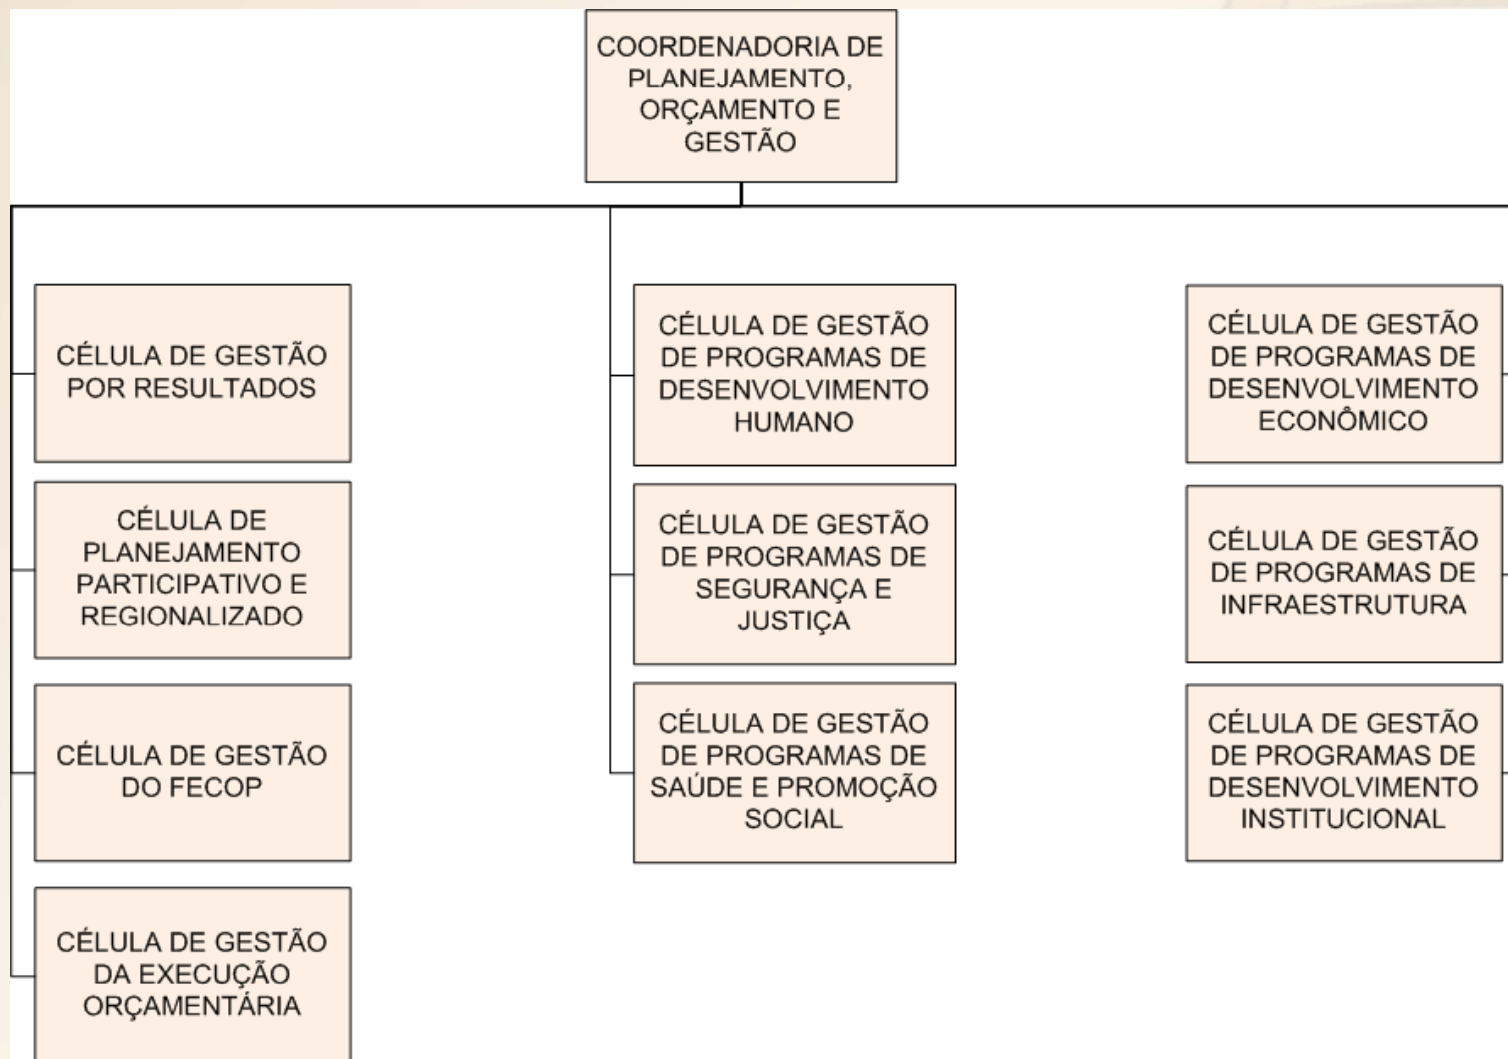 COORDENADORIA DE
PLANEJAMENTO,
ORÇAMENTO E
GESTÃO
CÉLULA DE GESTÃO
POR RESULTADOS
CÉLULA DE
PLANEJAMENTO
PARTICIPATIVO E
REGIONALIZADO
CÉLULA DE GESTÃO
DO FECOP
CÉLULA DE GESTÃO
DA EXECUÇÃO
ORÇAMENTÁRIA
CÉLULA DE GESTÃO
DE PROGRAMAS DE
DESENVOLVIMENTO
HUMANO
CÉLULA DE GESTÃO
DE PROGRAMAS DE
SEGURANÇA E
JUSTIÇA
CÉLULA DE GESTÃO
DE PROGRAMAS DE
SAÚDE E PROMOÇÃO
SOCIAL
CÉLULA DE GESTÃO
DE PROGRAMAS DE
DESENVOLVIMENTO
ECONÔMICO
CÉLULA DE GESTÃO
DE PROGRAMAS DE
INFRAESTRUTURA
CÉLULA DE GESTÃO
DE PROGRAMAS DE
DESENVOLVIMENTO
INSTITUCIONAL